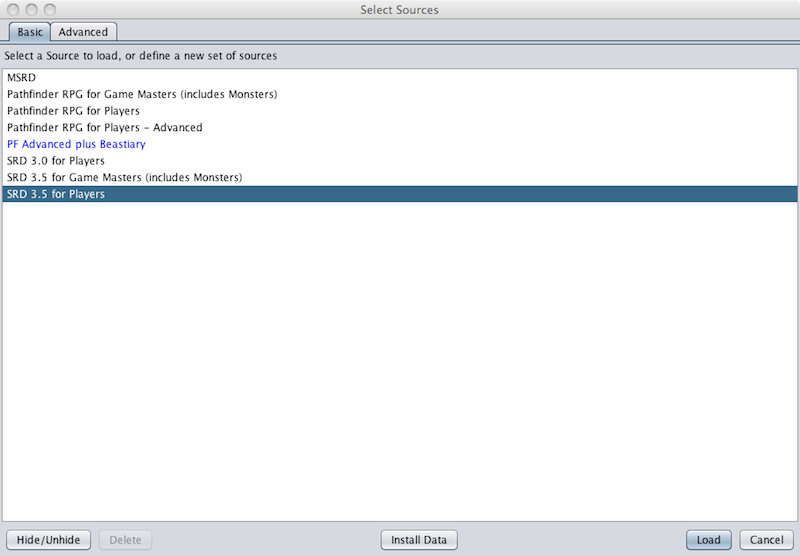 Select Sources
Basic Advanced
Select a Source to load, or define a new set of sources
MSRD
Pathfinder RPG for Game Masters (includes Monsters)
Pathfinder RPG for Players
Pathfinder RPG for Players - Advanced
PF Advanced plus Beastiary
SRD 3.0 for Players
SRD 3.5 for Game Masters (includes Monsters)
SRD 3.5 for Players
Hide/Unhide Delete Install Data Load Cancel